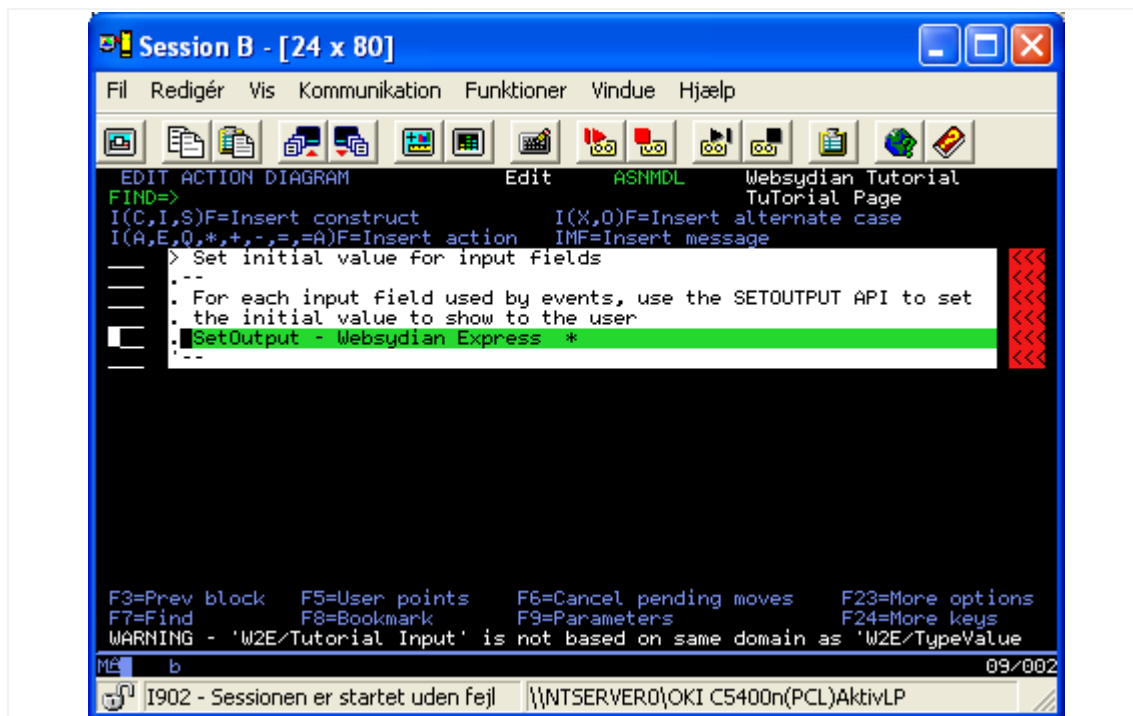 Session B - [24 x 80]
Fil Redigér Vis Kommunikation Funktioner Vindue Hjælp
EDIT ACTION DIAGRAM Edit ASNMDL Websydian Tutorial
FIND=> TuTorial Page
I(C,I,S)F=Insert construct I(X,O)F=Insert alternate case
I(A,E,Q,*,+,-,=,=A)F=Insert action IMF=Insert message
> Set initial value for input fields <<<
.-- <<<
. For each input field used by events, use the SETOUTPUT API to set <<<
. the initial value to show to the user <<<
. SetOutput - Websydian Express * <<<
'-- <<<
F3=Prev block F5=User points F6=Cancel pending moves F23=More options
F7=Find F8=Bookmark F9=Parameters F24=More keys
WARNING - 'W2E/Tutorial Input' is not based on same domain as 'W2E/TypeValue
MA b 09/002
I902 - Sessionen er startet uden fejl \\NTSERVER0\OKI C5400n(PCL)AktivLP